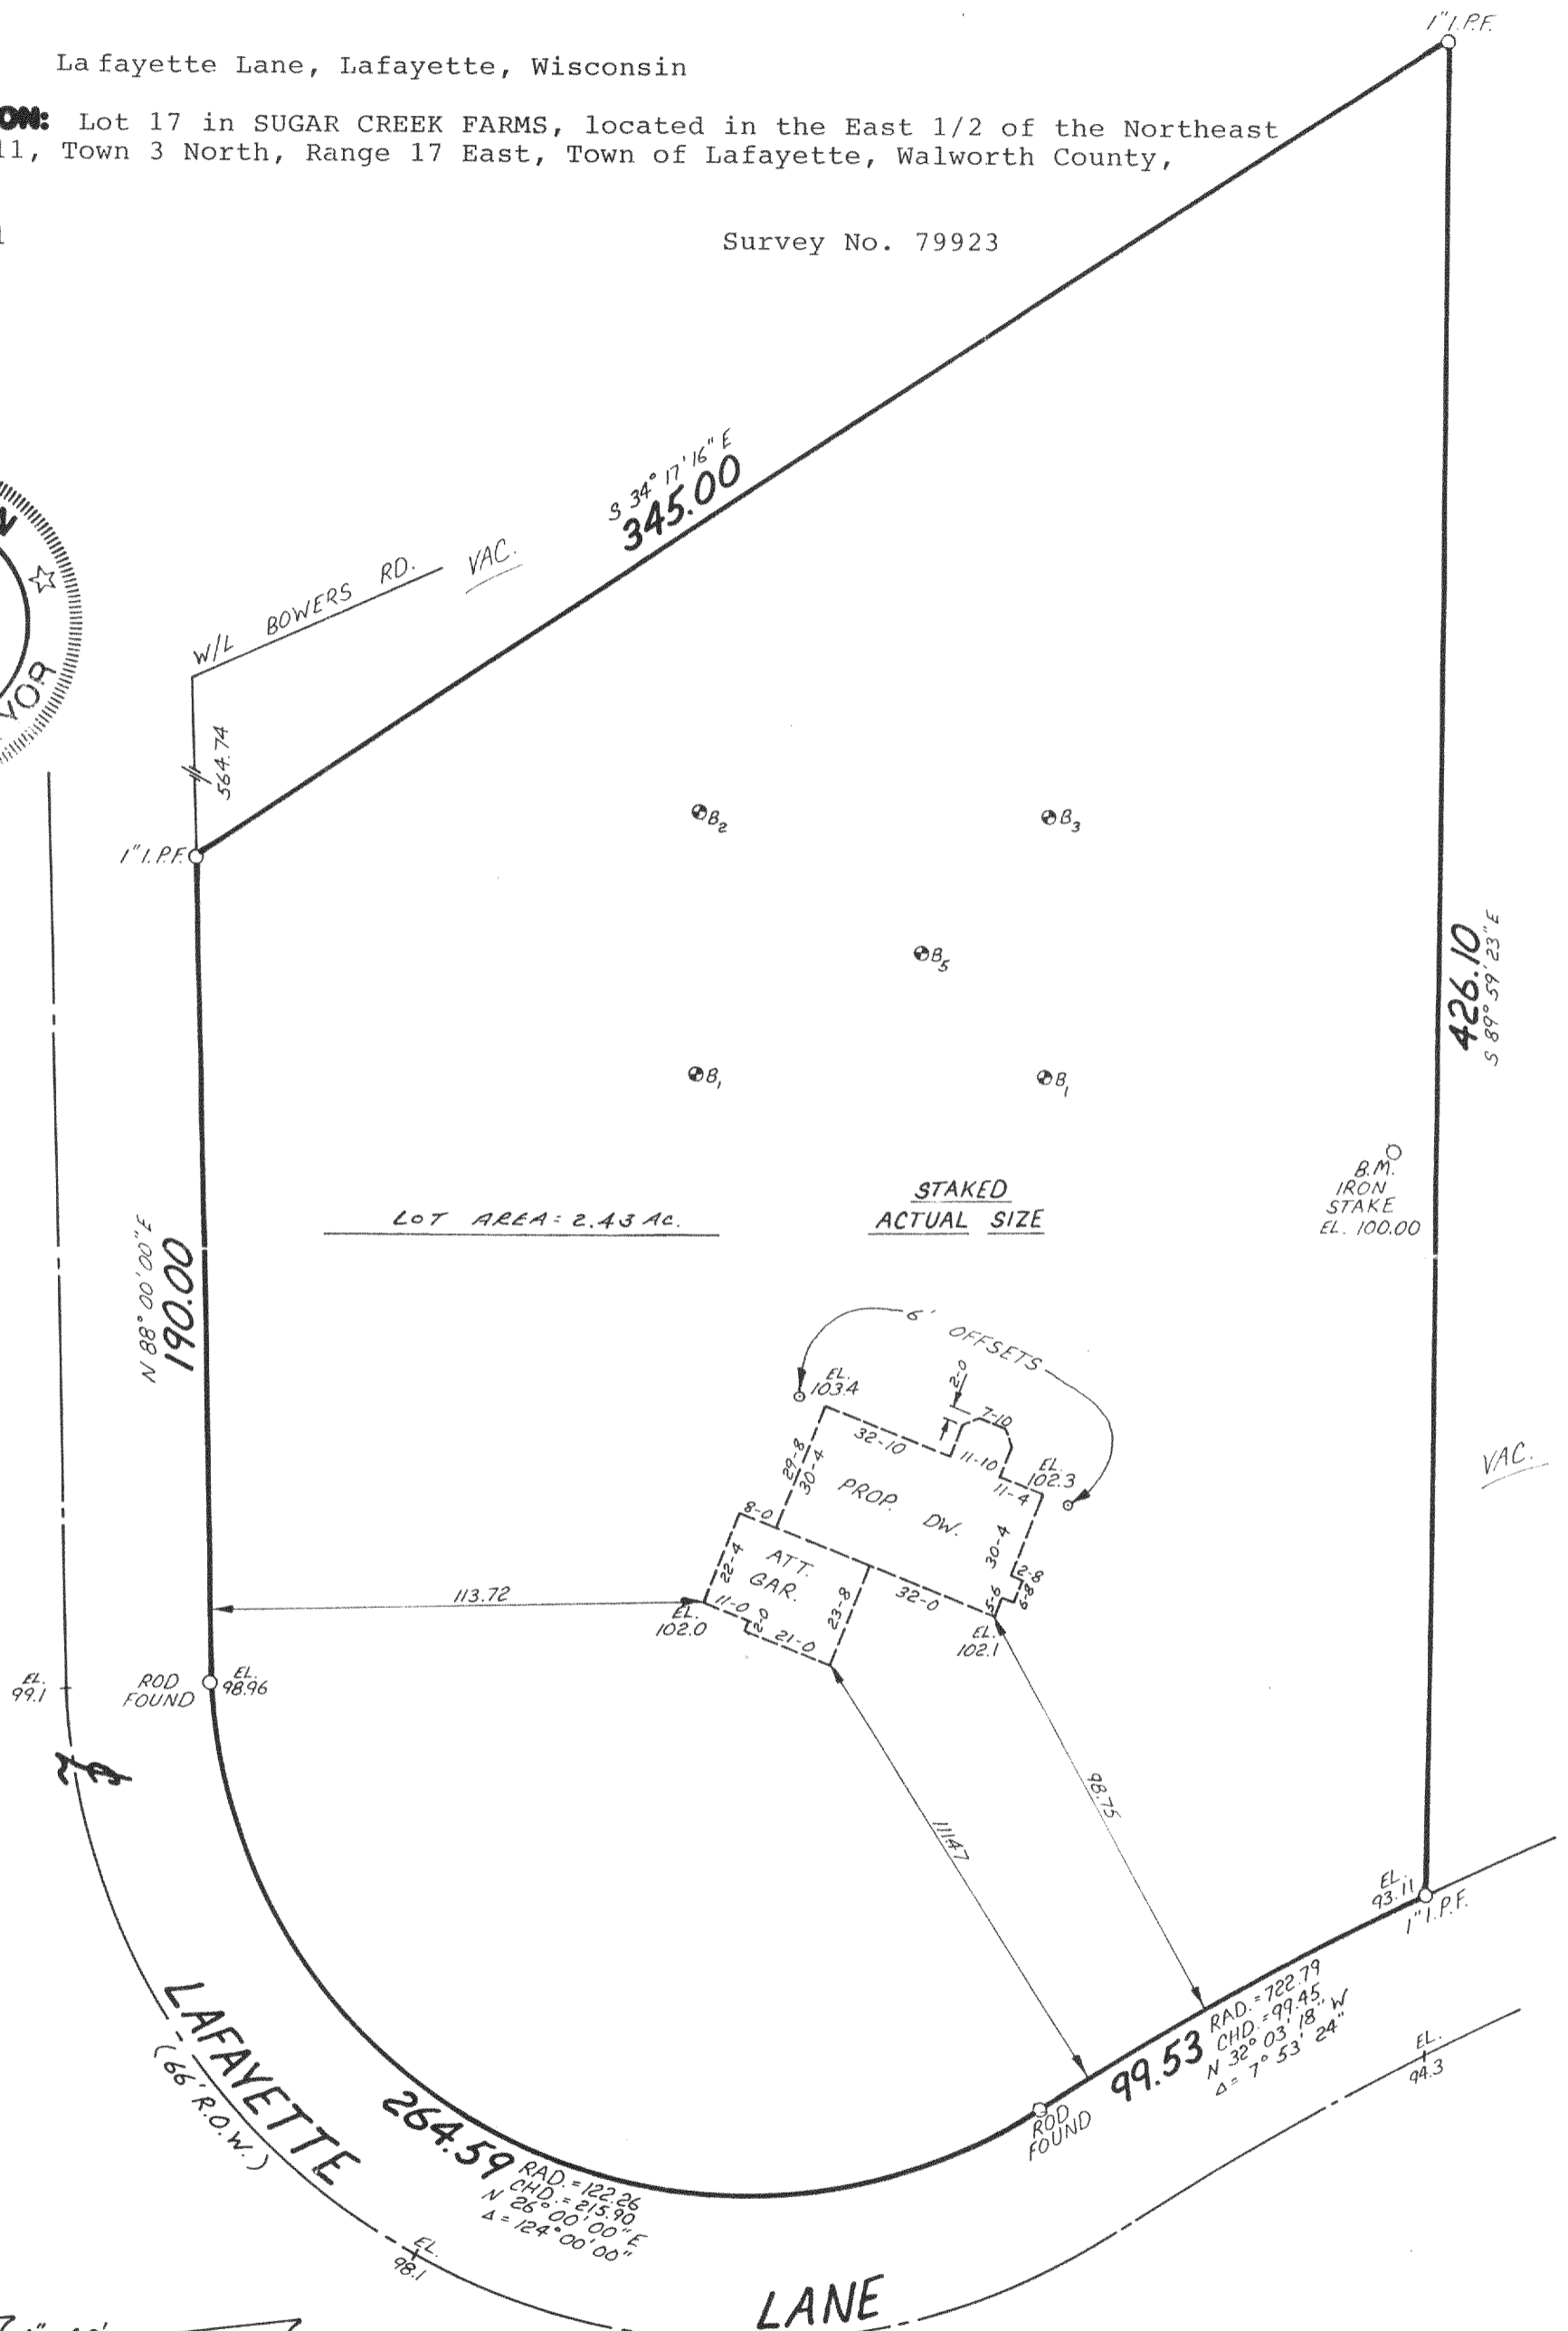 Lafayette Lane, Lafayette, Wisconsin
ON: Lot 17 in SUGAR CREEK FARMS, located in the East 1/2 of the Northeast
11, Town 3 North, Range 17 East, Town of Lafayette, Walworth County,
Survey No. 79923
1" I.P.F.
S 34° 17' 16" E
345.00
W/L BOWERS RD.
VAC.
564.74
YOR
1" I.P.F.
B2
B3
B5
B1
B1
426.10
S 89° 59' 23" E
B.M.
IRON
STAKE
EL. 100.00
LOT AREA = 2.43 AC.
STAKED
ACTUAL SIZE
N 88° 00' 00" E
190.00
6' OFFSETS
EL.
103.4
2-0
7-10
32-10
11-10
EL.
102.3
11-4
29-8
30-4
PROP. DW.
30-4
8-0
22-4
ATT.
GAR.
23-8
32-0
2-8
6-8
5-6
11-0
2-0
21-0
113.72
EL.
102.0
EL.
102.1
VAC.
EL.
99.1
ROD
FOUND
EL.
98.96
98.75
111.47
EL.
93.11
1" I.P.F.
99.53
RAD. = 722.79
CHD. = 99.45
N 32° 03' 18" W
Δ = 7° 53' 24"
EL.
94.3
ROD
FOUND
LAFAYETTE
(66' R.O.W.)
264.59
RAD. = 122.26
CHD. = 215.90
N 26° 00' 00" E
Δ = 124° 00' 00"
EL.
98.1
LANE